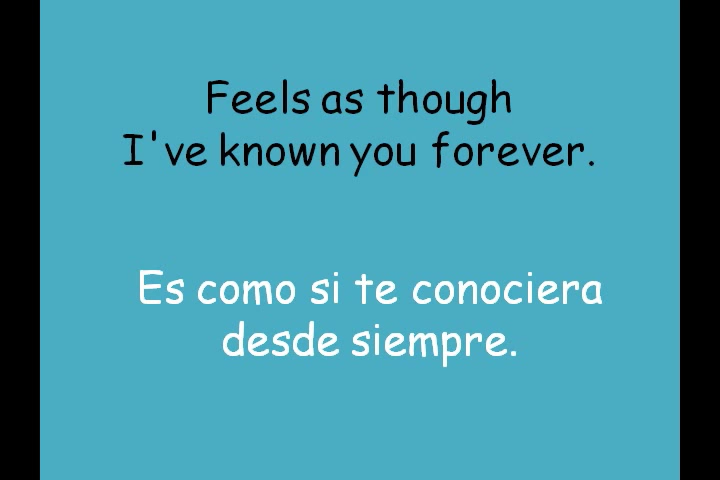 Feels as though
I've known you forever.
Es como si te conociera
desde siempre.